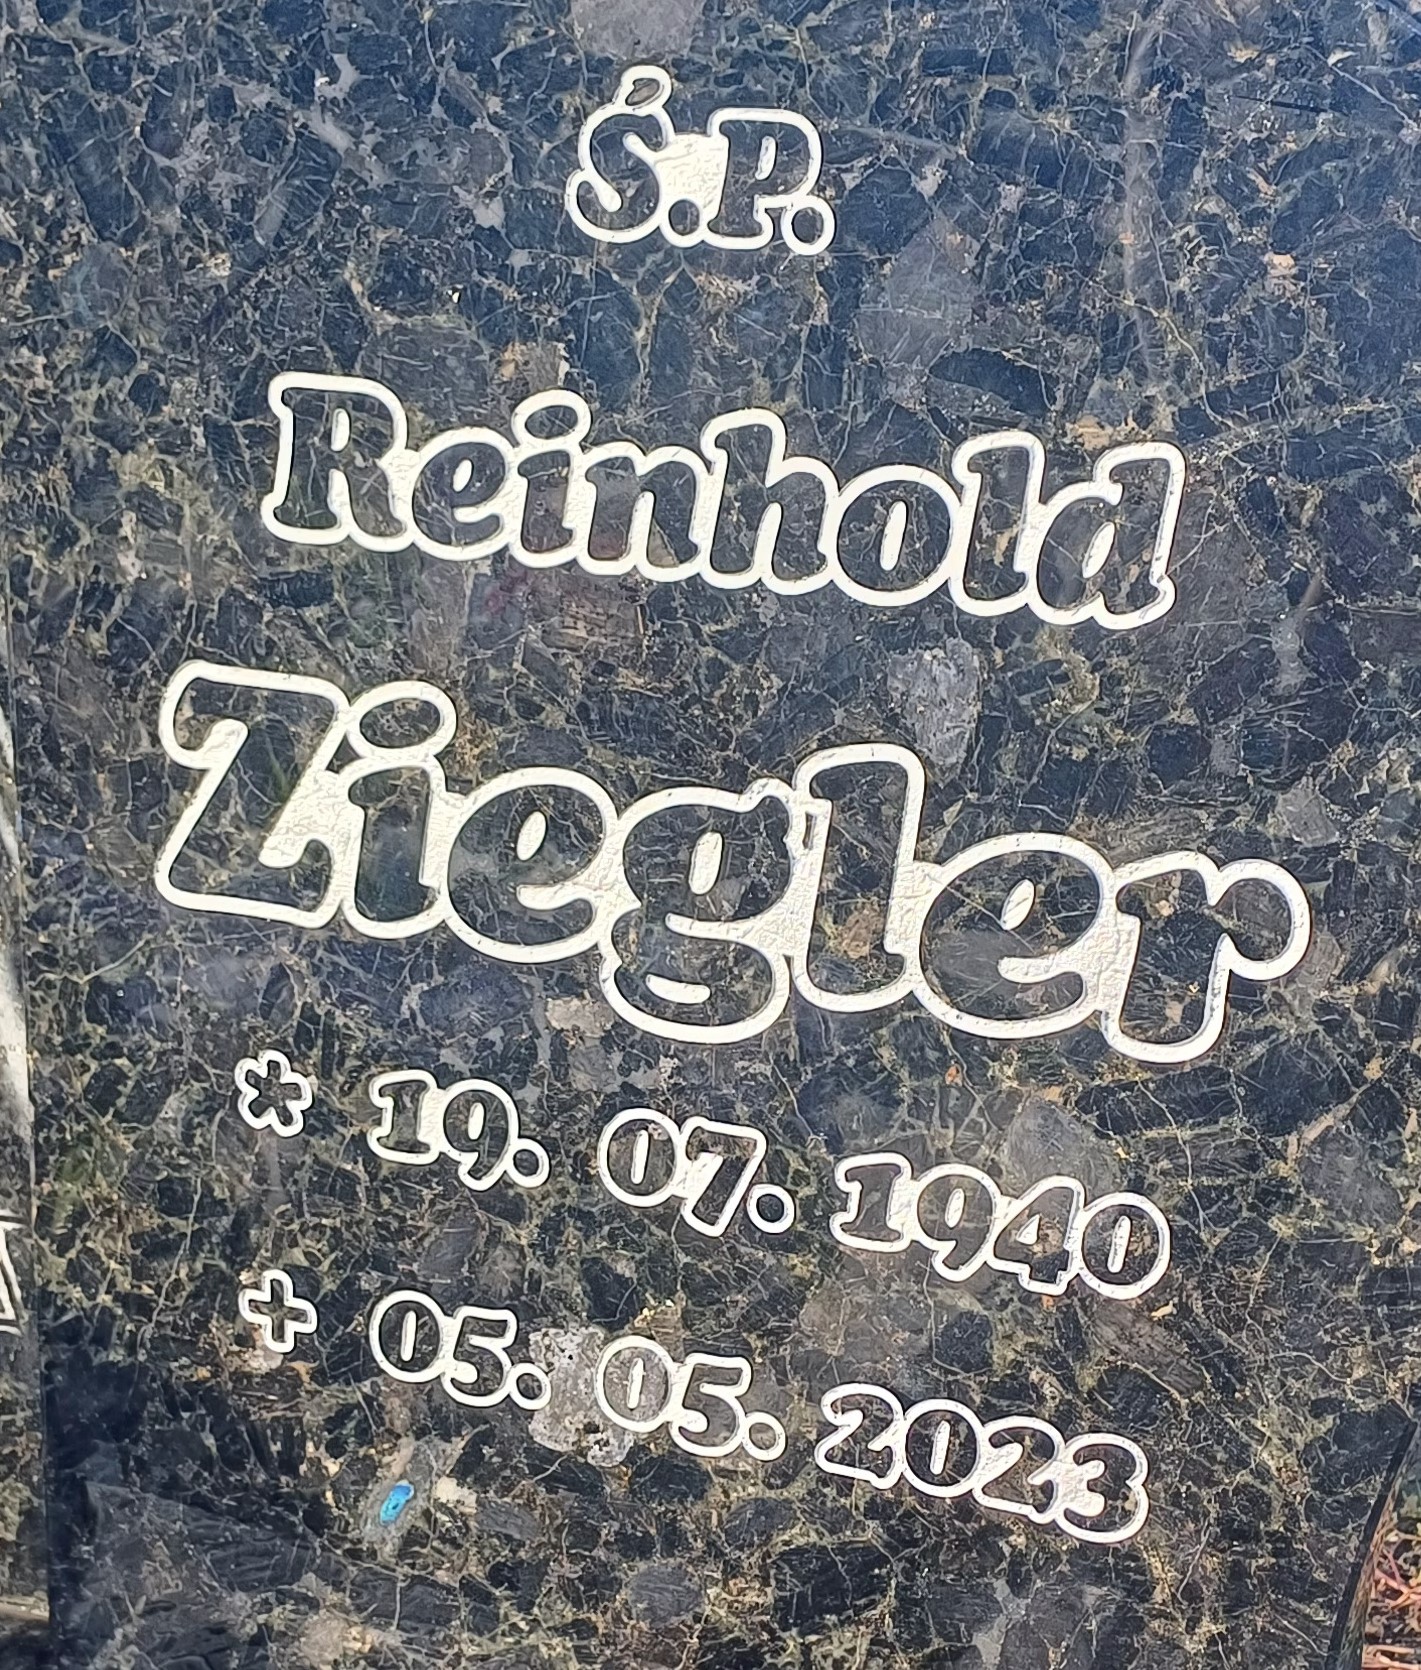 Ś.P.
Reinhold
Ziegler
* 19. 07. 1940
+ 05. 05. 2023